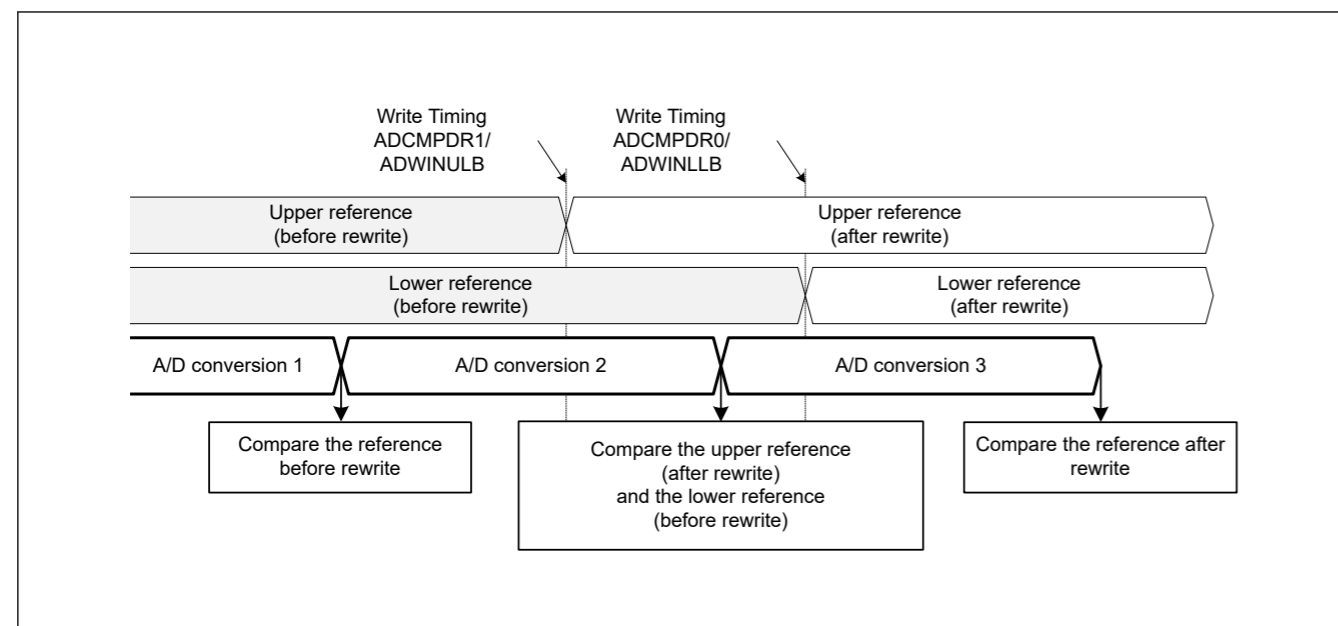 Write Timing
ADCMPDR1/
ADWINULB
Write Timing
ADCMPDR0/
ADWINLLB
Upper reference
(before rewrite)
Upper reference
(after rewrite)
Lower reference
(before rewrite)
Lower reference
(after rewrite)
A/D conversion 1
A/D conversion 2
A/D conversion 3
Compare the reference
before rewrite
Compare the upper reference
(after rewrite)
and the lower reference
(before rewrite)
Compare the reference after
rewrite